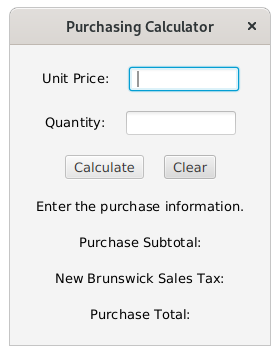 Purchasing Calculator ×
Unit Price:
Quantity:
Calculate Clear
Enter the purchase information.
Purchase Subtotal:
New Brunswick Sales Tax:
Purchase Total: